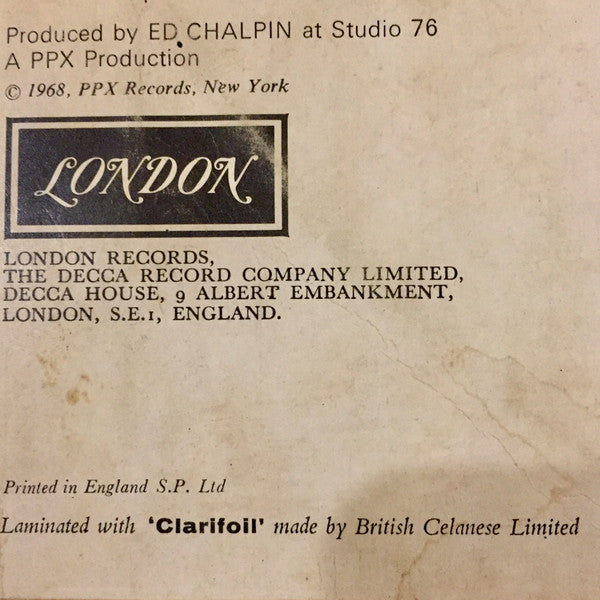 Produced by ED CHALPIN at Studio 76
A PPX Production
© 1968, PPX Records, New York
LONDON
LONDON RECORDS,
THE DECCA RECORD COMPANY LIMITED,
DECCA HOUSE, 9 ALBERT EMBANKMENT,
LONDON, S.E.1, ENGLAND.
Printed in England S.P. Ltd
Laminated with ‘Clarifoil’ made by British Celanese Limited